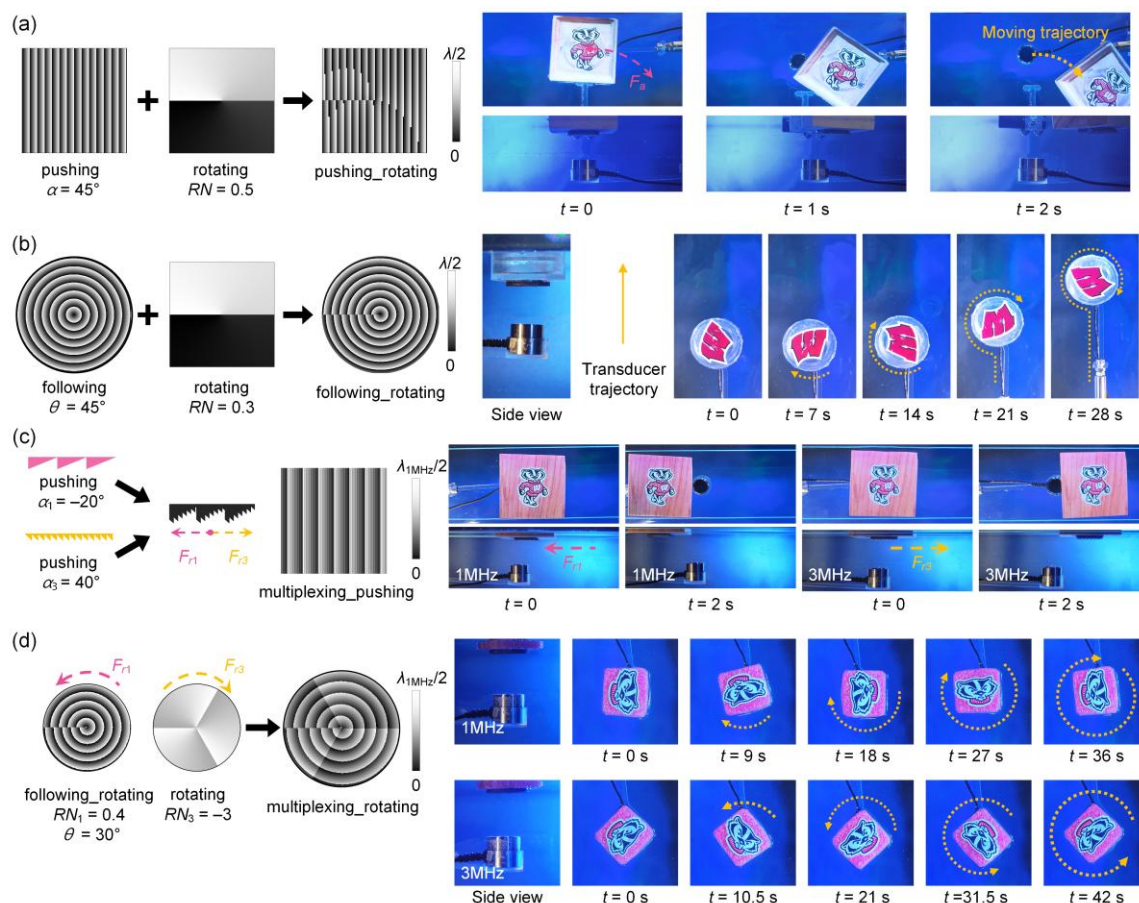 (a)
pushing
α = 45°
rotating
RN = 0.5
pushing_rotating
λ/2
0
Fa
Moving trajectory
t = 0
t = 1 s
t = 2 s
(b)
following
θ = 45°
rotating
RN = 0.3
following_rotating
λ/2
0
Side view
Transducer
trajectory
W
W
W
W
W
t = 0
t = 7 s
t = 14 s
t = 21 s
t = 28 s
(c)
pushing
α1 = –20°
pushing
α3 = 40°
Fr1
Fr3
multiplexing_pushing
λ1MHz/2
0
1MHz
Fr1
t = 0
1MHz
t = 2 s
3MHz
Fr3
t = 0
3MHz
t = 2 s
(d)
Fr1
following_rotating
RN1 = 0.4
θ = 30°
Fr3
rotating
RN3 = –3
multiplexing_rotating
λ1MHz/2
0
1MHz
t = 0 s
t = 9 s
t = 18 s
t = 27 s
t = 36 s
3MHz
Side view
t = 0 s
t = 10.5 s
t = 21 s
t =31.5 s
t = 42 s